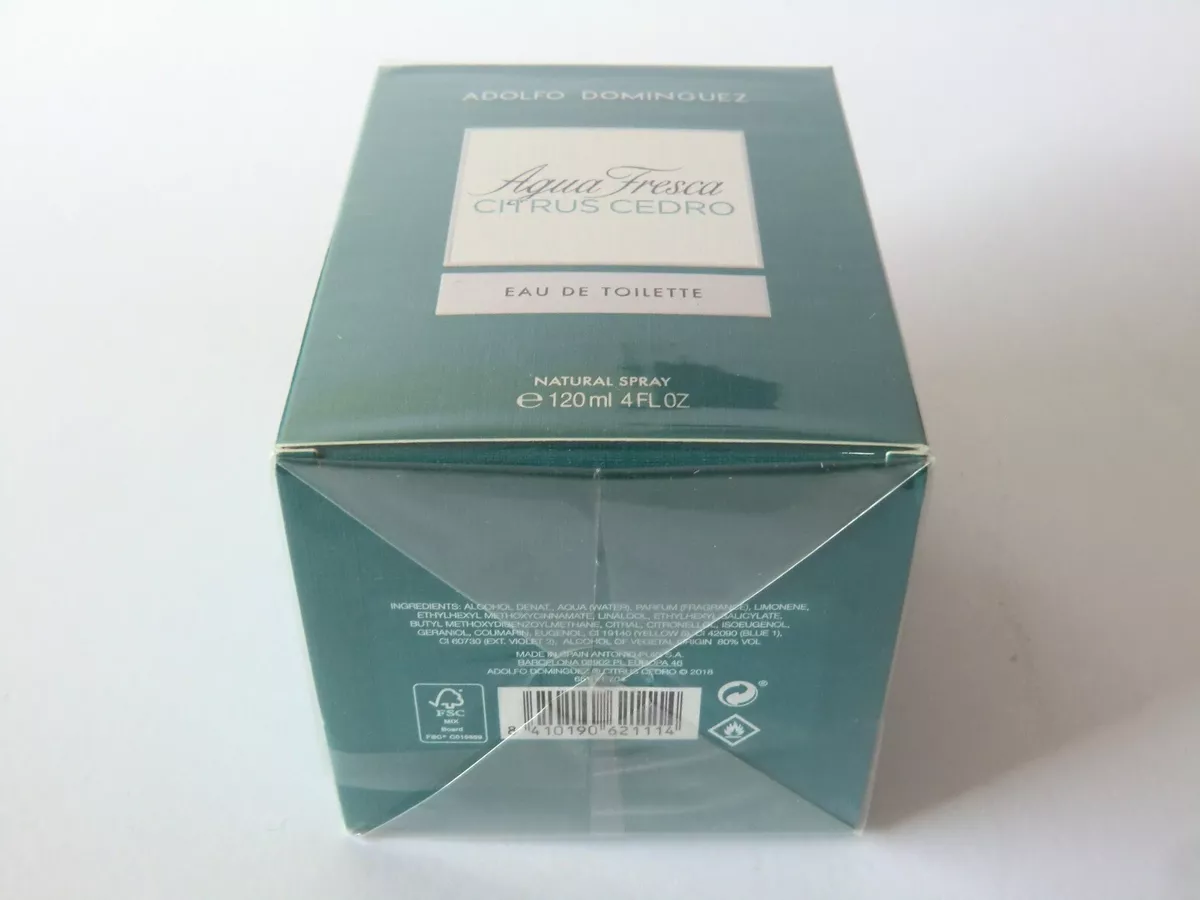 ADOLFO DOMINGUEZ
Agua Fresca
CITRUS CEDRO
EAU DE TOILETTE
NATURAL SPRAY
℮ 120 ml 4 FL OZ
INGREDIENTS: ALCOHOL DENAT., AQUA (WATER), PARFUM (FRAGRANCE), LIMONENE,
ETHYLHEXYL METHOXYCINNAMATE, LINALOOL, ETHYLHEXYL SALICYLATE,
BUTYL METHOXYDIBENZOYLMETHANE, CITRAL, CITRONELLOL, ISOEUGENOL,
GERANIOL, COUMARIN, EUGENOL, CI 19140 (YELLOW 5), CI 42090 (BLUE 1),
CI 60730 (EXT. VIOLET 2). ALCOHOL OF VEGETAL ORIGIN 80% VOL
MADE IN SPAIN ANTONIO PUIG S.A.
BARCELONA 08902 PL. EUROPA 46
ADOLFO DOMINGUEZ ® CITRUS CEDRO © 2018
FSC
MIX
Board
FSC® C019669
8 410190 621114
®